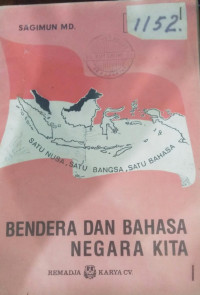 SAGIMUN MD.
1152.
SATU NUSA, SATU BANGSA, SATU BAHASA
BENDERA DAN BAHASA
NEGARA KITA
REMADJA KARYA CV